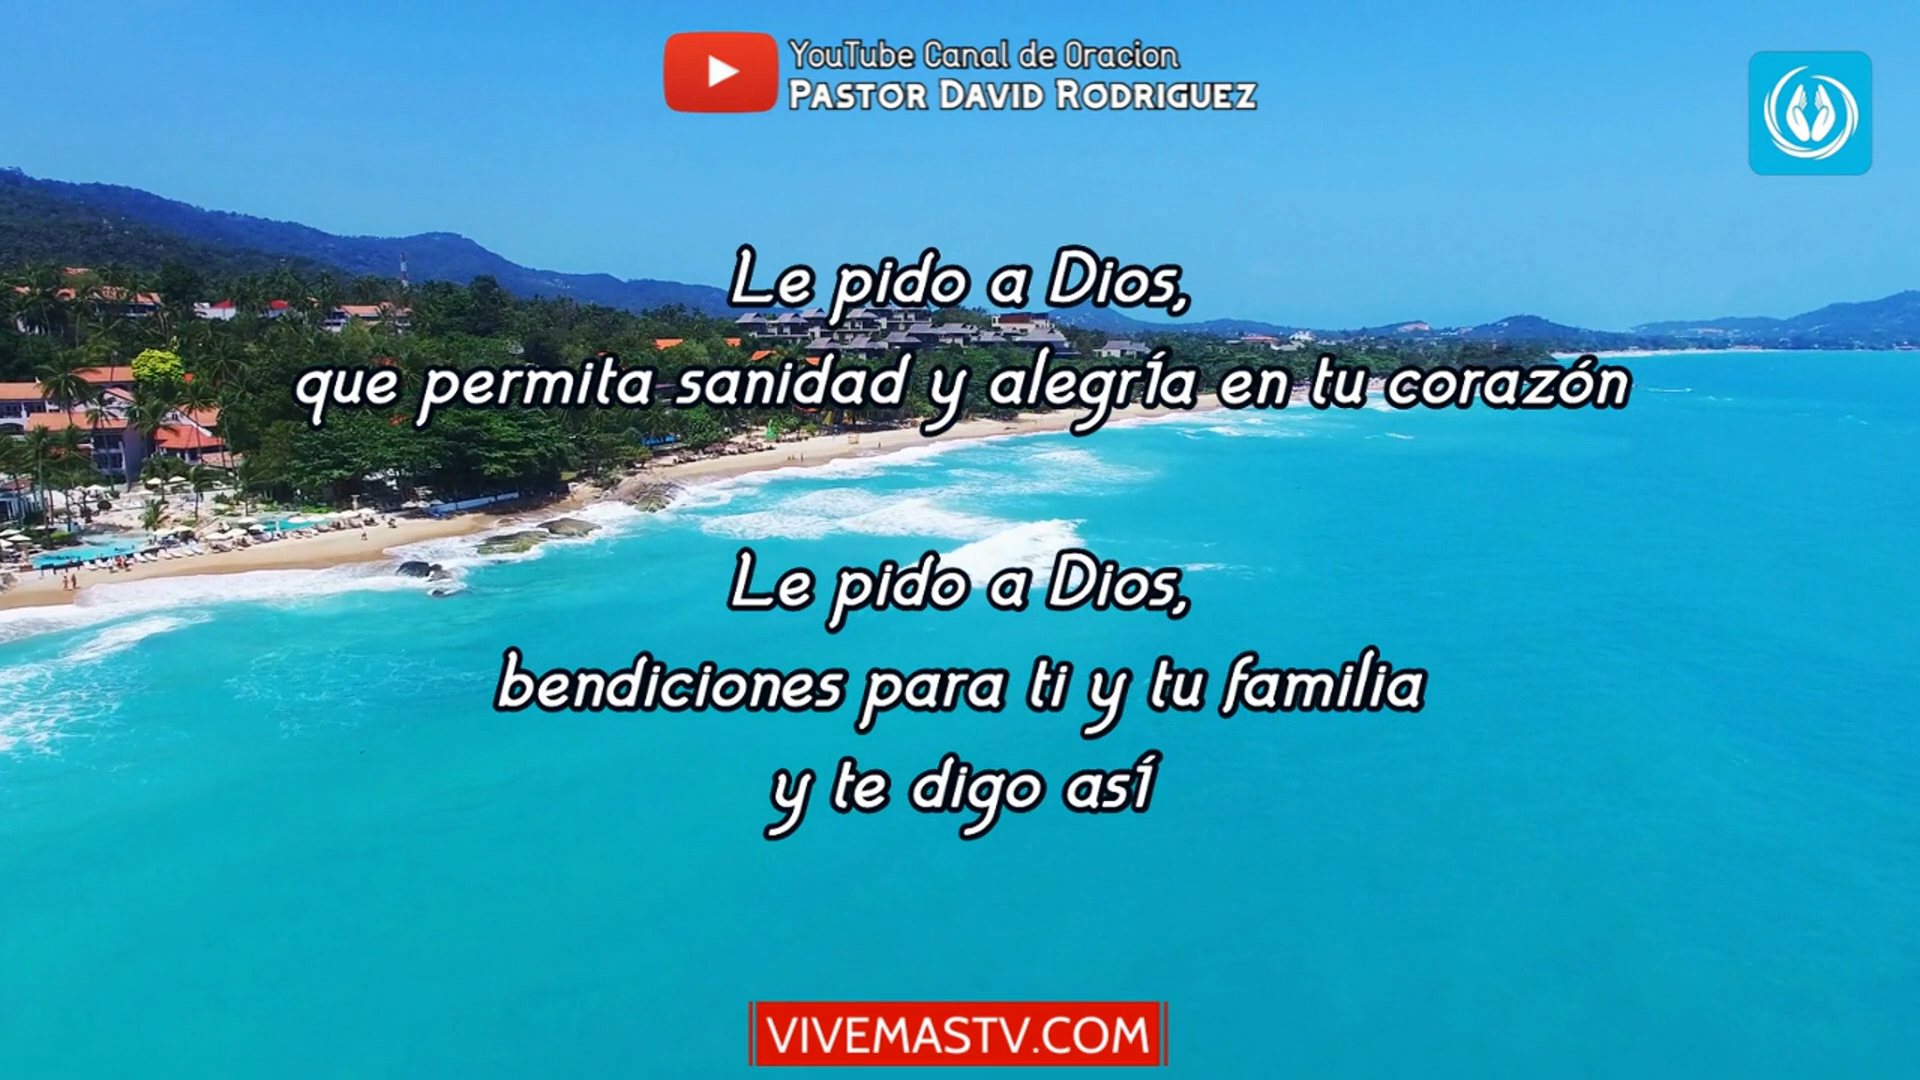 YouTube Canal de Oracion
PASTOR DAVID RODRIGUEZ
Le pido a Dios,
que permita sanidad y alegría en tu corazón
Le pido a Dios,
bendiciones para ti y tu familia
y te digo así
VIVEMASTV.COM